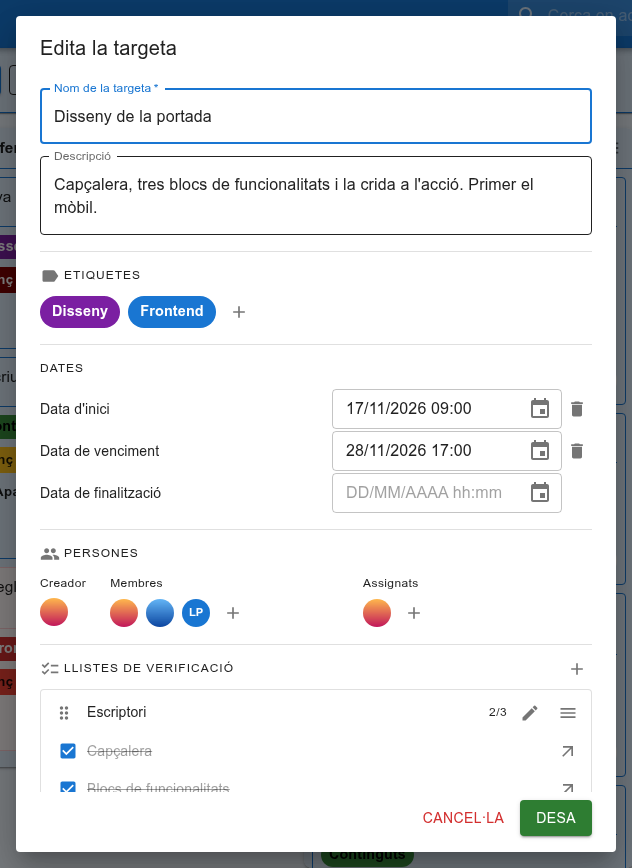 Cerca en
Edita la targeta
Nom de la targeta *
Disseny de la portada
Descripció
Capçalera, tres blocs de funcionalitats i la crida a l'acció. Primer el
mòbil.
ETIQUETES
Disseny
Frontend
DATES
Data d'inici
17/11/2026 09:00
Data de venciment
28/11/2026 17:00
Data de finalització
DD/MM/AAAA hh:mm
PERSONES
Creador
Membres
Assignats
LP
LLISTES DE VERIFICACIÓ
Escriptori
2/3
Capçalera
Blocs de funcionalitats
CANCEL·LA
DESA
Continguts